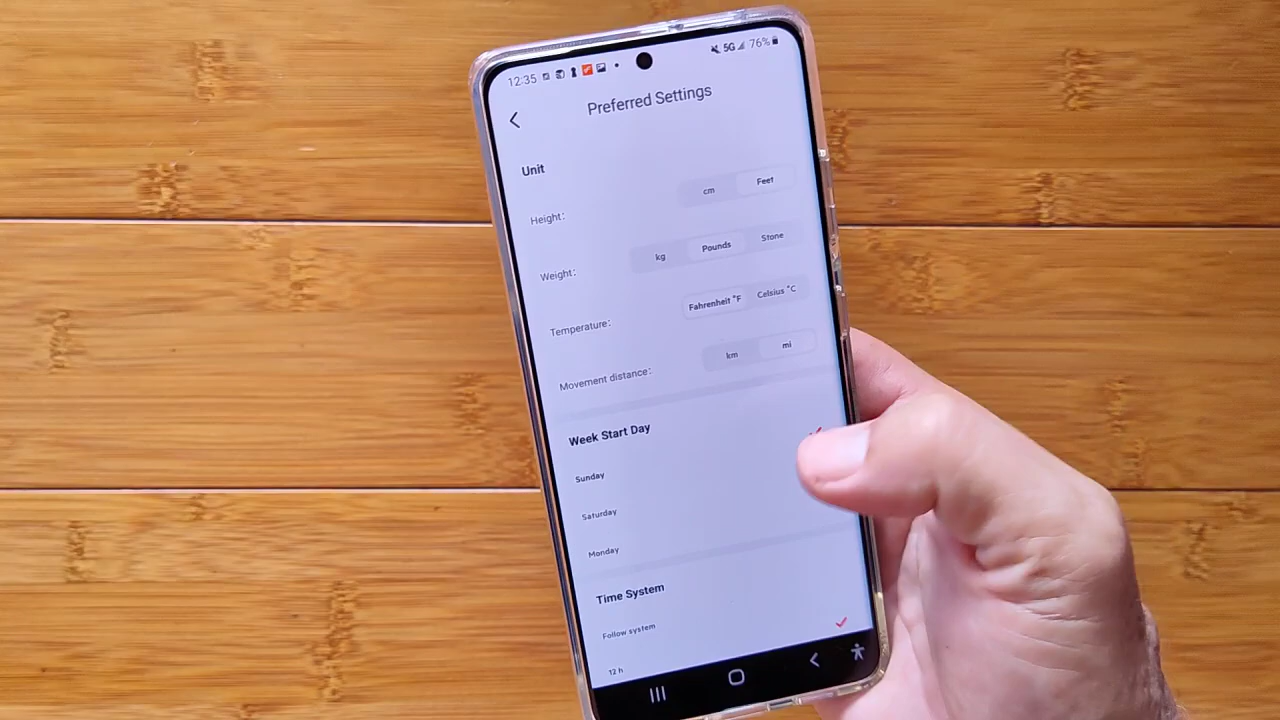 12:35 5G 76%
Preferred Settings
Unit
Height: cm Feet
Weight: kg Pounds Stone
Temperature: Fahrenheit °F Celsius °C
Movement distance: km mi
Week Start Day
Sunday
Saturday
Monday
Time System
Follow system
12 h